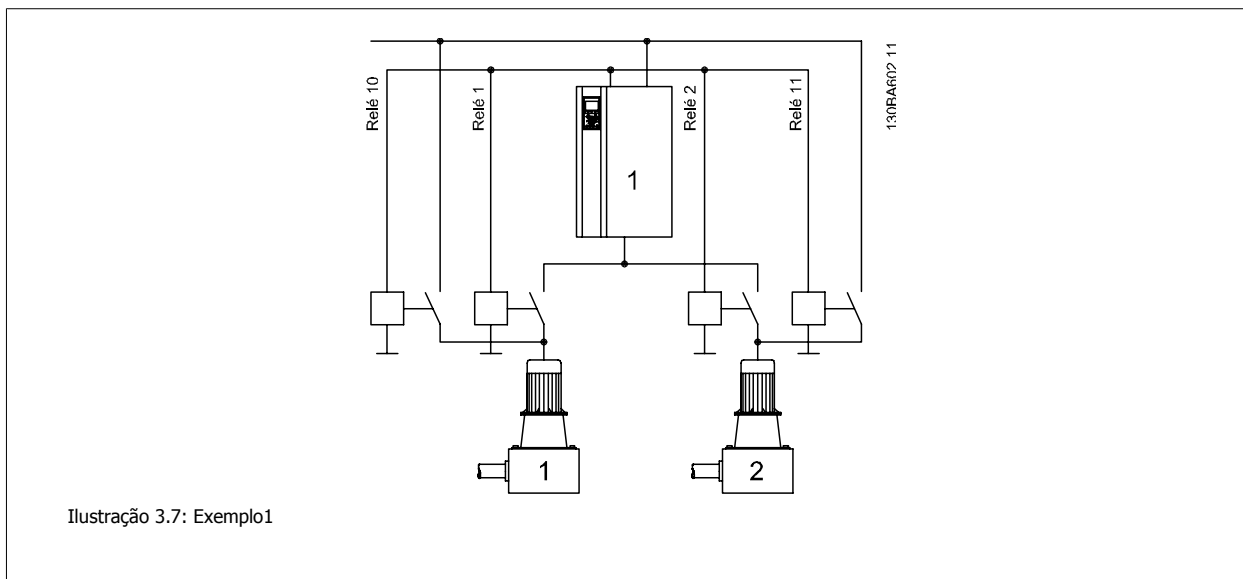 Relé 10
Relé 1
Relé 2
Relé 11
130BA602.11
1
1
2
Ilustração 3.7: Exemplo1